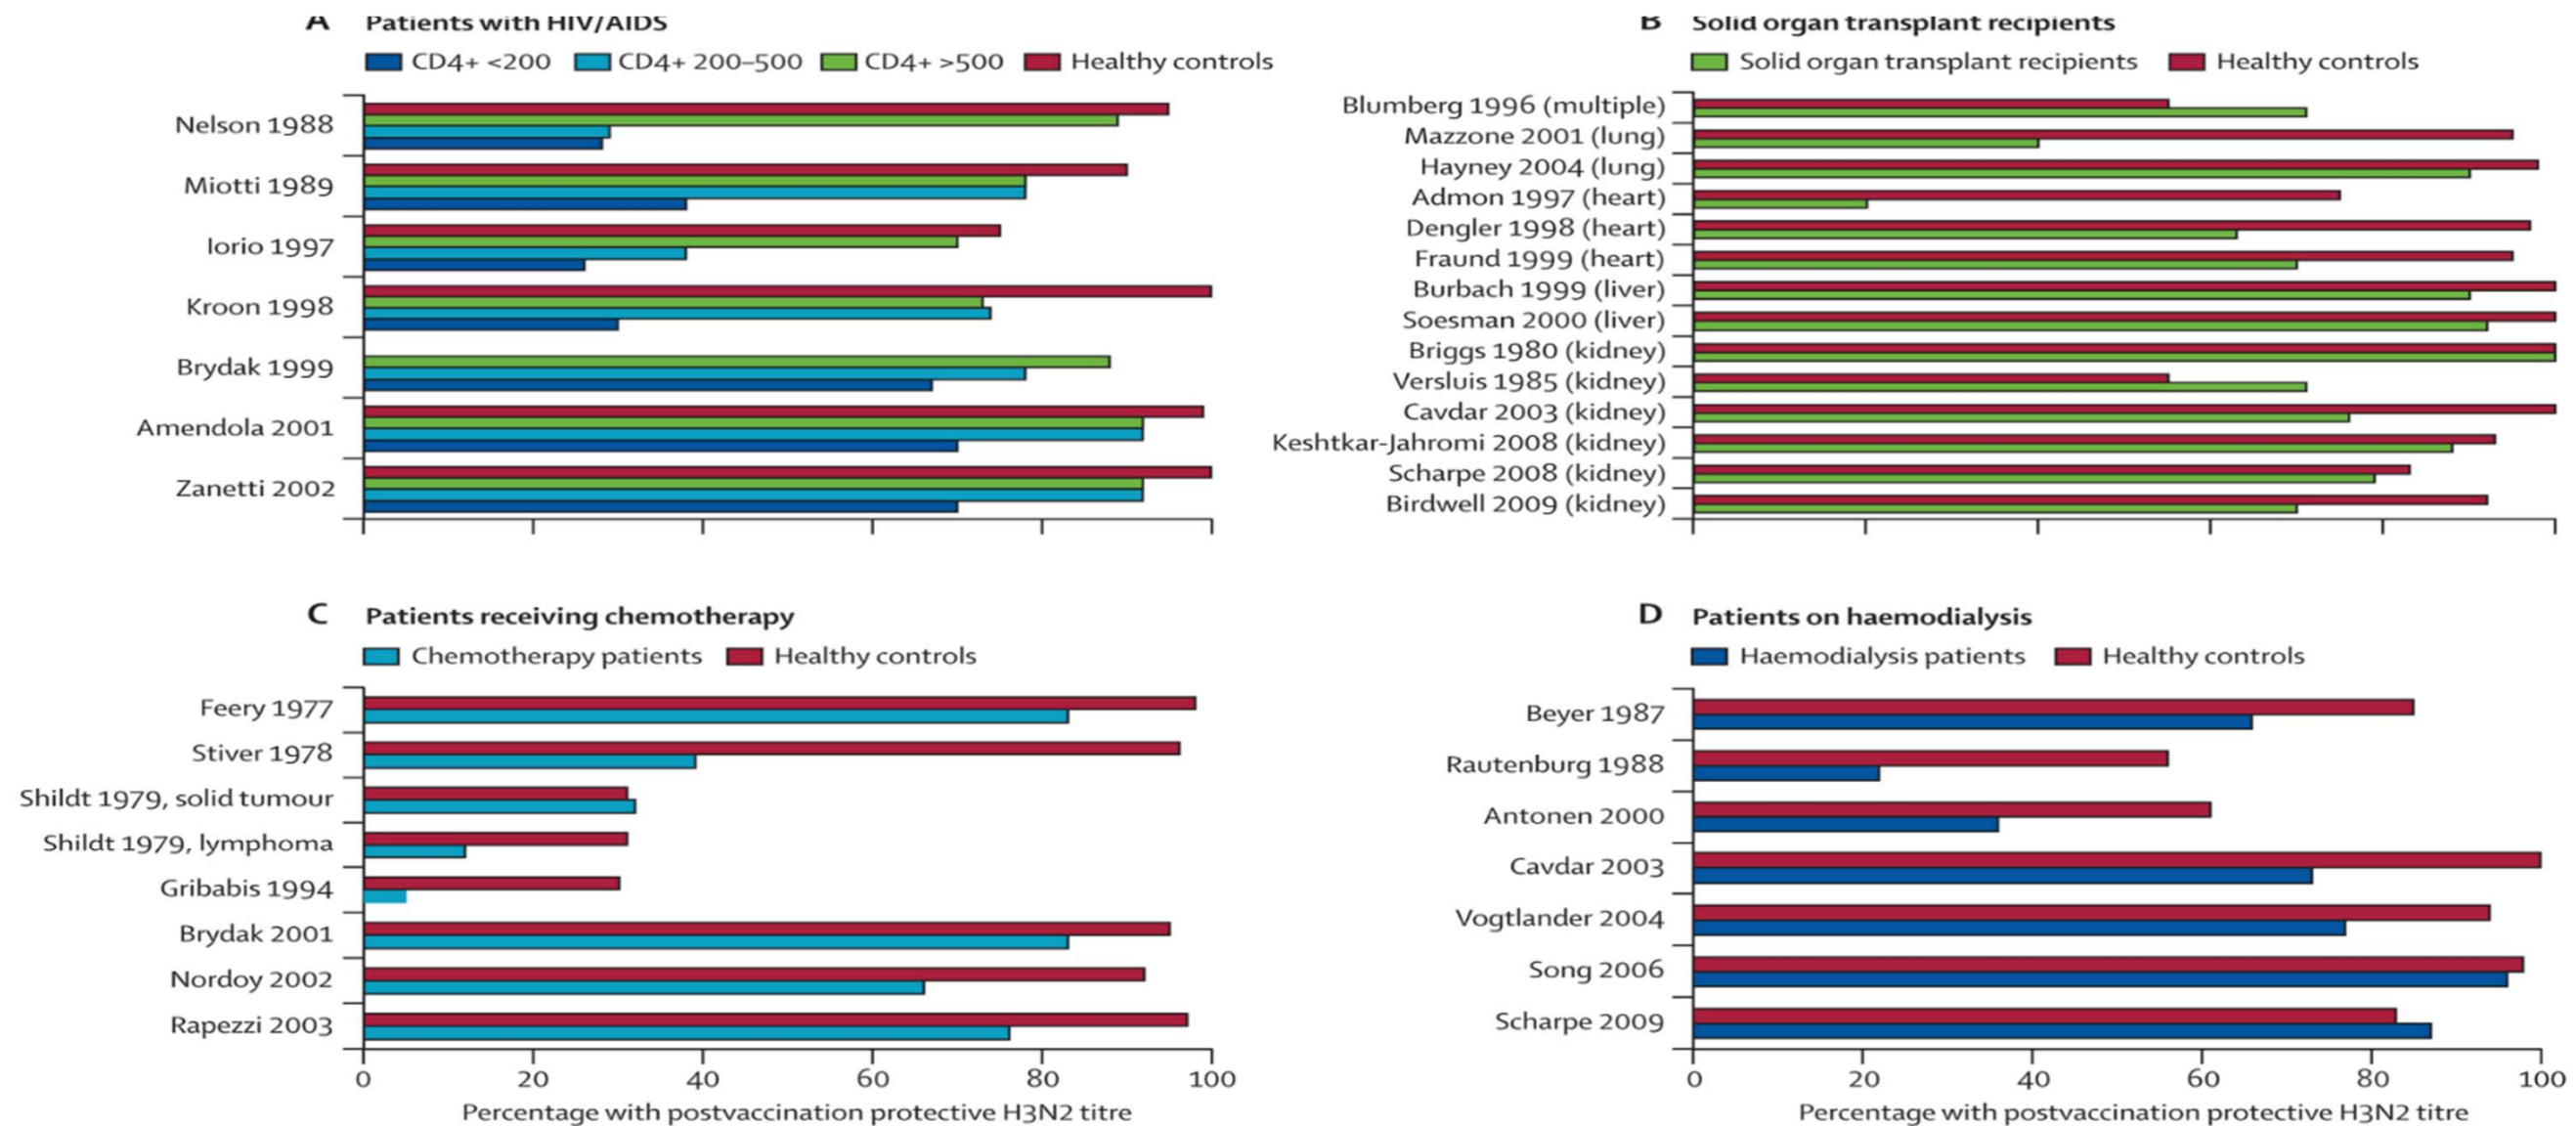 A Patients with HIV/AIDS
CD4+ <200 CD4+ 200–500 CD4+ >500 Healthy controls
Nelson 1988
Miotti 1989
Iorio 1997
Kroon 1998
Brydak 1999
Amendola 2001
Zanetti 2002
B Solid organ transplant recipients
Solid organ transplant recipients Healthy controls
Blumberg 1996 (multiple)
Mazzone 2001 (lung)
Hayney 2004 (lung)
Admon 1997 (heart)
Dengler 1998 (heart)
Fraund 1999 (heart)
Burbach 1999 (liver)
Soesman 2000 (liver)
Briggs 1980 (kidney)
Versluis 1985 (kidney)
Cavdar 2003 (kidney)
Keshtkar-Jahromi 2008 (kidney)
Scharpe 2008 (kidney)
Birdwell 2009 (kidney)
C Patients receiving chemotherapy
Chemotherapy patients Healthy controls
Feery 1977
Stiver 1978
Shildt 1979, solid tumour
Shildt 1979, lymphoma
Gribabis 1994
Brydak 2001
Nordoy 2002
Rapezzi 2003
0 20 40 60 80 100
Percentage with postvaccination protective H3N2 titre
D Patients on haemodialysis
Haemodialysis patients Healthy controls
Beyer 1987
Rautenburg 1988
Antonen 2000
Cavdar 2003
Vogtlander 2004
Song 2006
Scharpe 2009
0 20 40 60 80 100
Percentage with postvaccination protective H3N2 titre